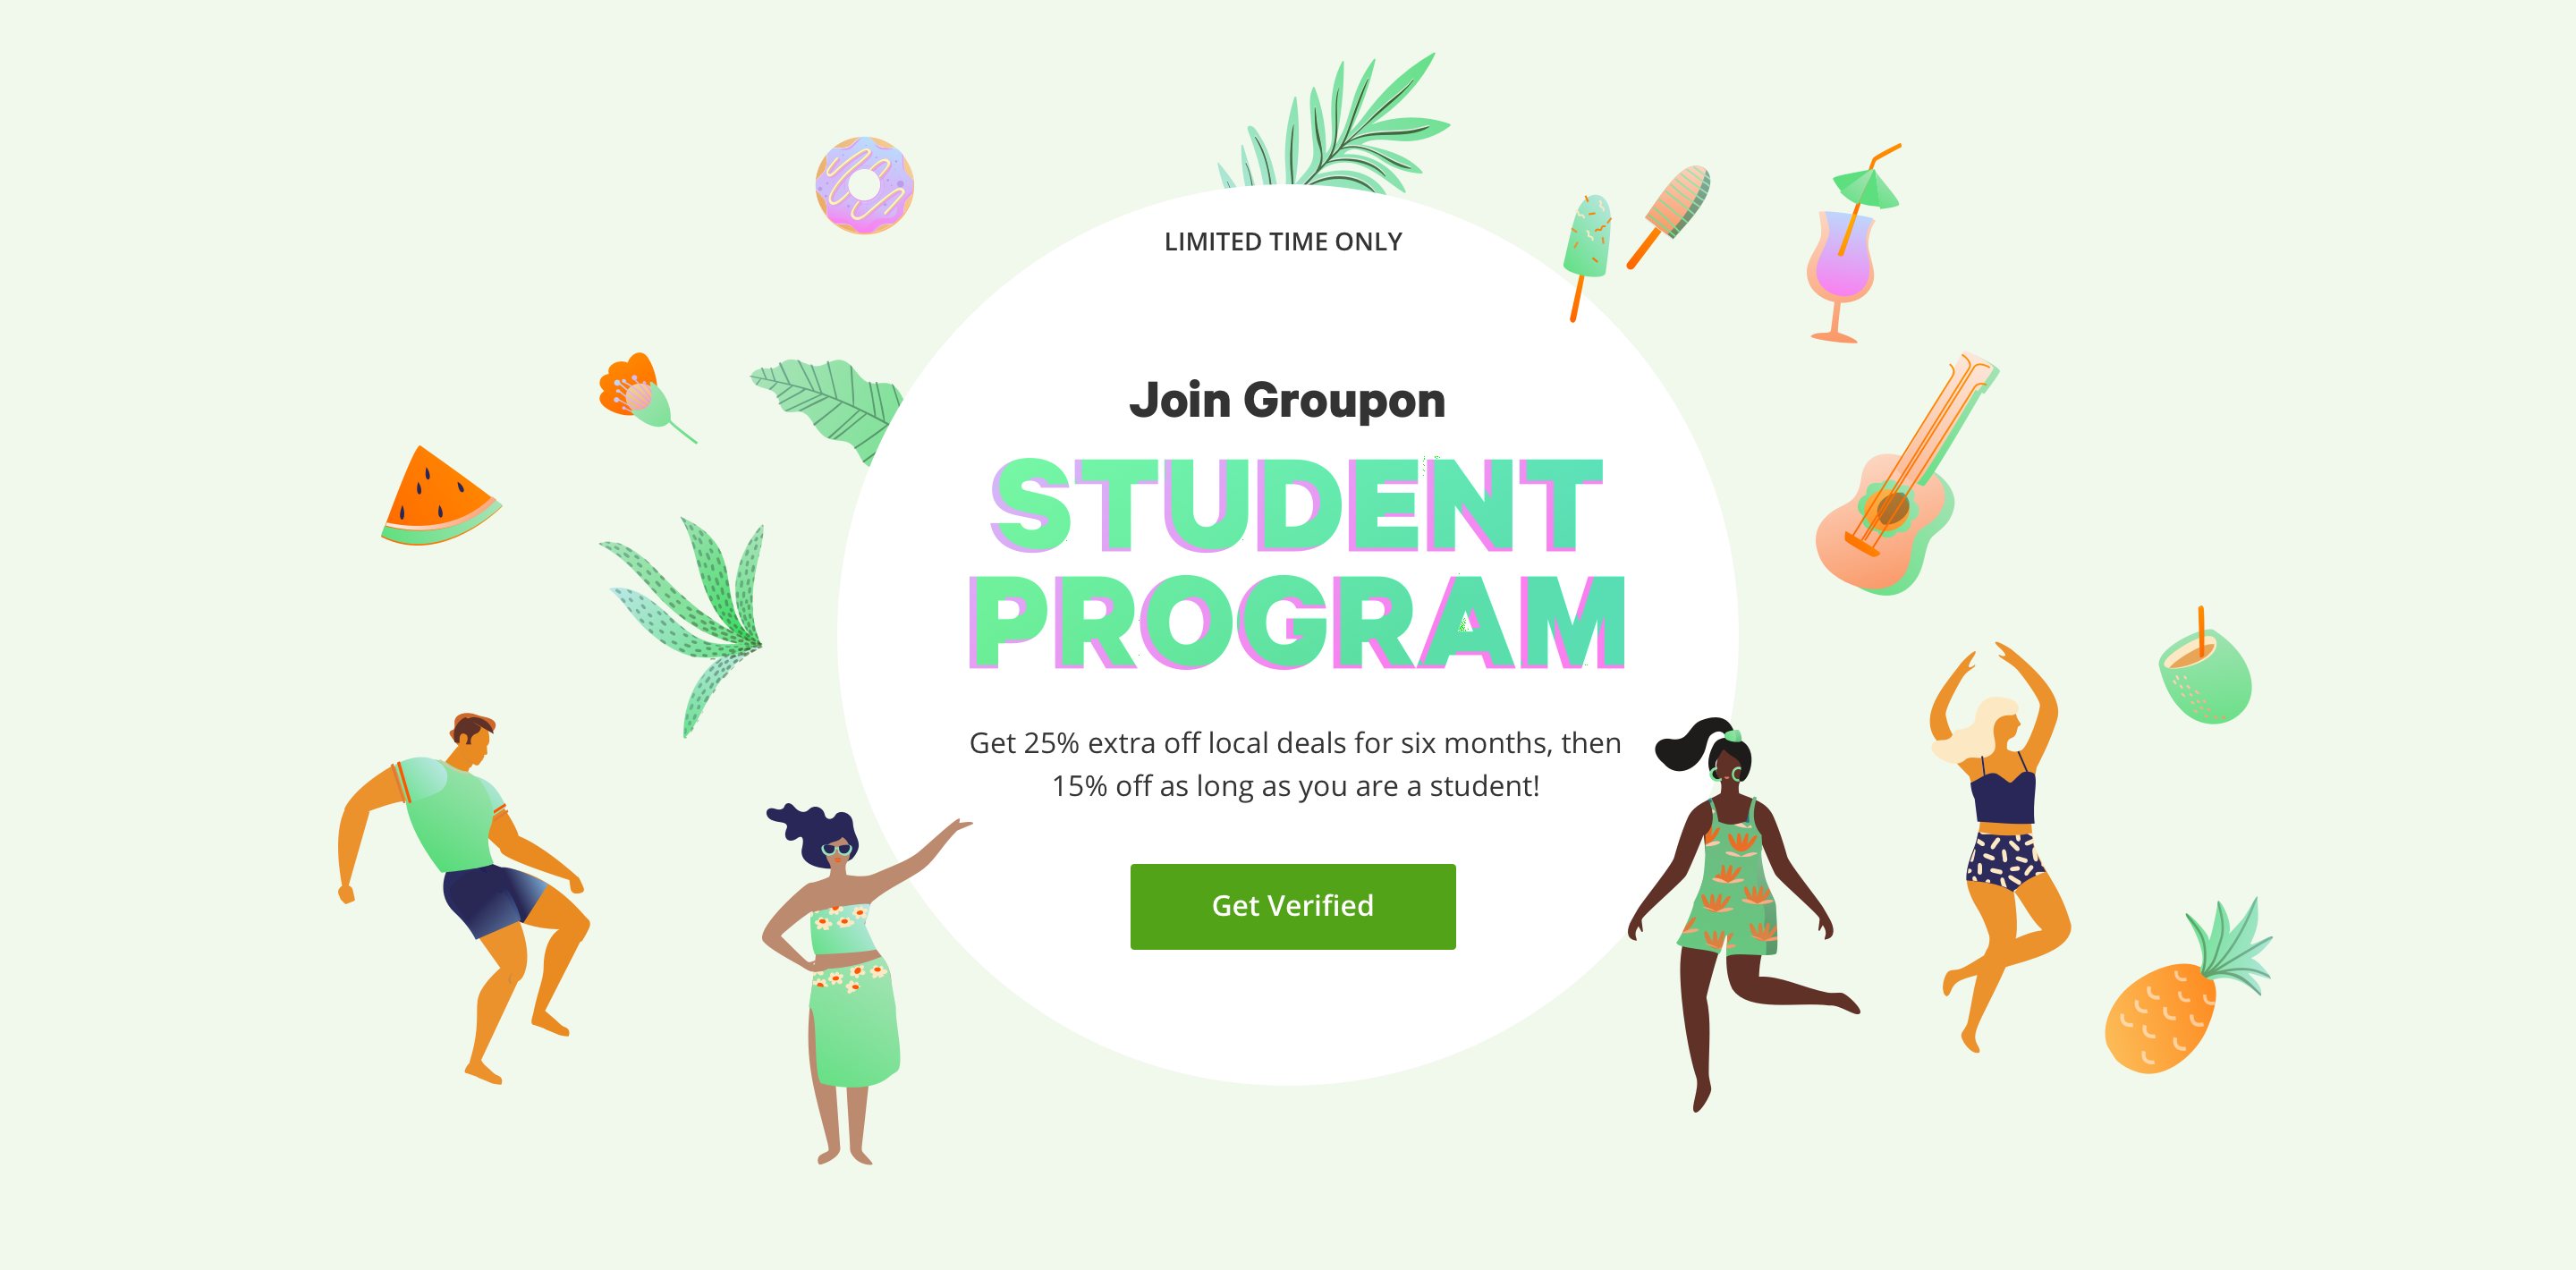 LIMITED TIME ONLY
Join Groupon
STUDENT
PROGRAM
Get 25% extra off local deals for six months, then
15% off as long as you are a student!
Get Verified